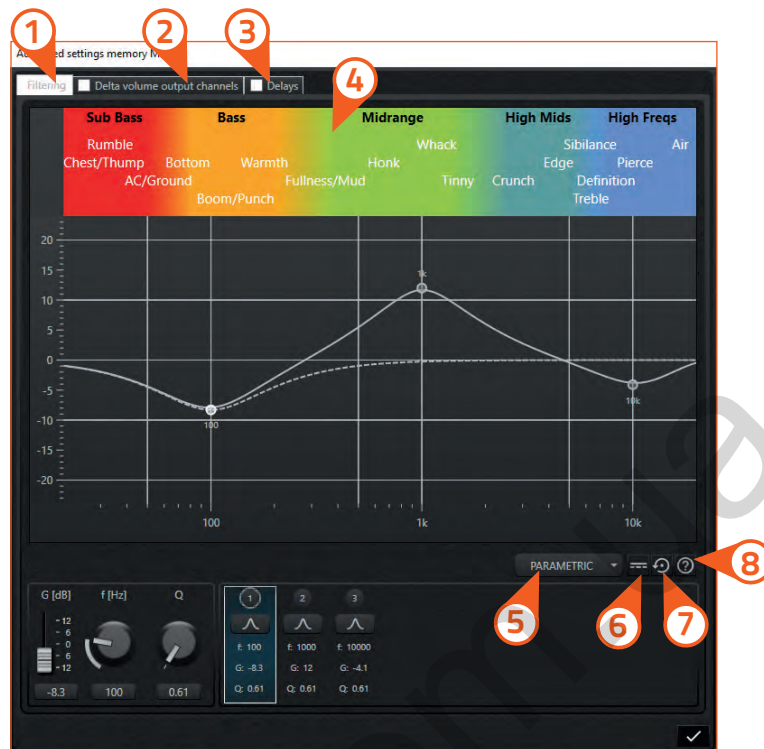 1 2 3
settings memory
Filtering Delta volume output channels Delays
4
Sub Bass Bass Midrange High Mids High Freqs
Rumble Whack Sibilance Air
Chest/Thump Bottom Warmth Honk Edge Pierce
AC/Ground Fullness/Mud Tinny Crunch Definition
Boom/Punch Treble
20
15
1k
10
5
0
-5
10k
-10
100
-15
-20
100 1k 10k
PARAMETRIC
8
5 6 7
G [dB] f [Hz] Q
1 2 3
-12
- 6
- 0
- 6
-12
f: 100 f: 1000 f: 10000
G: -8.3 G: 12 G: -4.1
Q: 0.61 Q: 0.61 Q: 0.61
-8.3 100 0.61